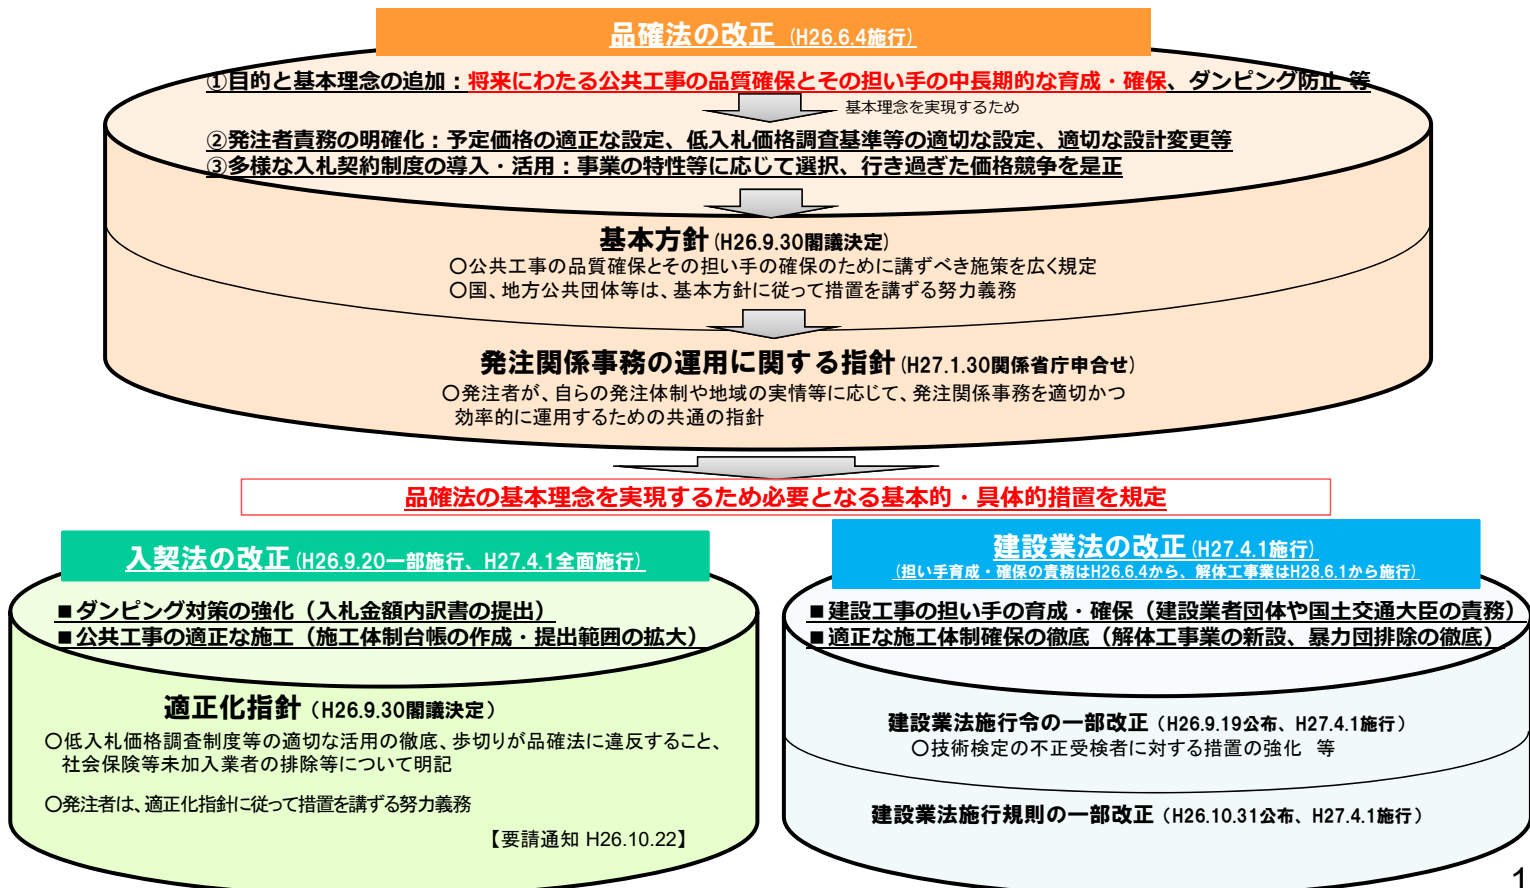 品確法の改正 (H26.6.4施行)
①目的と基本理念の追加：将来にわたる公共工事の品質確保とその担い手の中長期的な育成・確保、ダンピング防止 等
基本理念を実現するため
②発注者責務の明確化：予定価格の適正な設定、低入札価格調査基準等の適切な設定、適切な設計変更等
③多様な入札契約制度の導入・活用：事業の特性等に応じて選択、行き過ぎた価格競争を是正
基本方針(H26.9.30閣議決定)
○公共工事の品質確保とその担い手の確保のために講ずべき施策を広く規定
○国、地方公共団体等は、基本方針に従って措置を講ずる努力義務
発注関係事務の運用に関する指針(H27.1.30関係省庁申合せ)
○発注者が、自らの発注体制や地域の実情等に応じて、発注関係事務を適切かつ
効率的に運用するための共通の指針
品確法の基本理念を実現するため必要となる基本的・具体的措置を規定
入契法の改正(H26.9.20一部施行、H27.4.1全面施行)
■ダンピング対策の強化（入札金額内訳書の提出）
■公共工事の適正な施工（施工体制台帳の作成・提出範囲の拡大）
適正化指針（H26.9.30閣議決定）
○低入札価格調査制度等の適切な活用の徹底、歩切りが品確法に違反すること、
社会保険等未加入業者の排除等について明記
○発注者は、適正化指針に従って措置を講ずる努力義務
【要請通知 H26.10.22】
建設業法の改正(H27.4.1施行)
(担い手育成・確保の責務はH26.6.4から、解体工事業はH28.6.1から施行)
■建設工事の担い手の育成・確保（建設業者団体や国土交通大臣の責務）
■適正な施工体制確保の徹底（解体工事業の新設、暴力団排除の徹底）
建設業法施行令の一部改正（H26.9.19公布、H27.4.1施行）
○技術検定の不正受検者に対する措置の強化 等
建設業法施行規則の一部改正（H26.10.31公布、H27.4.1施行）
1